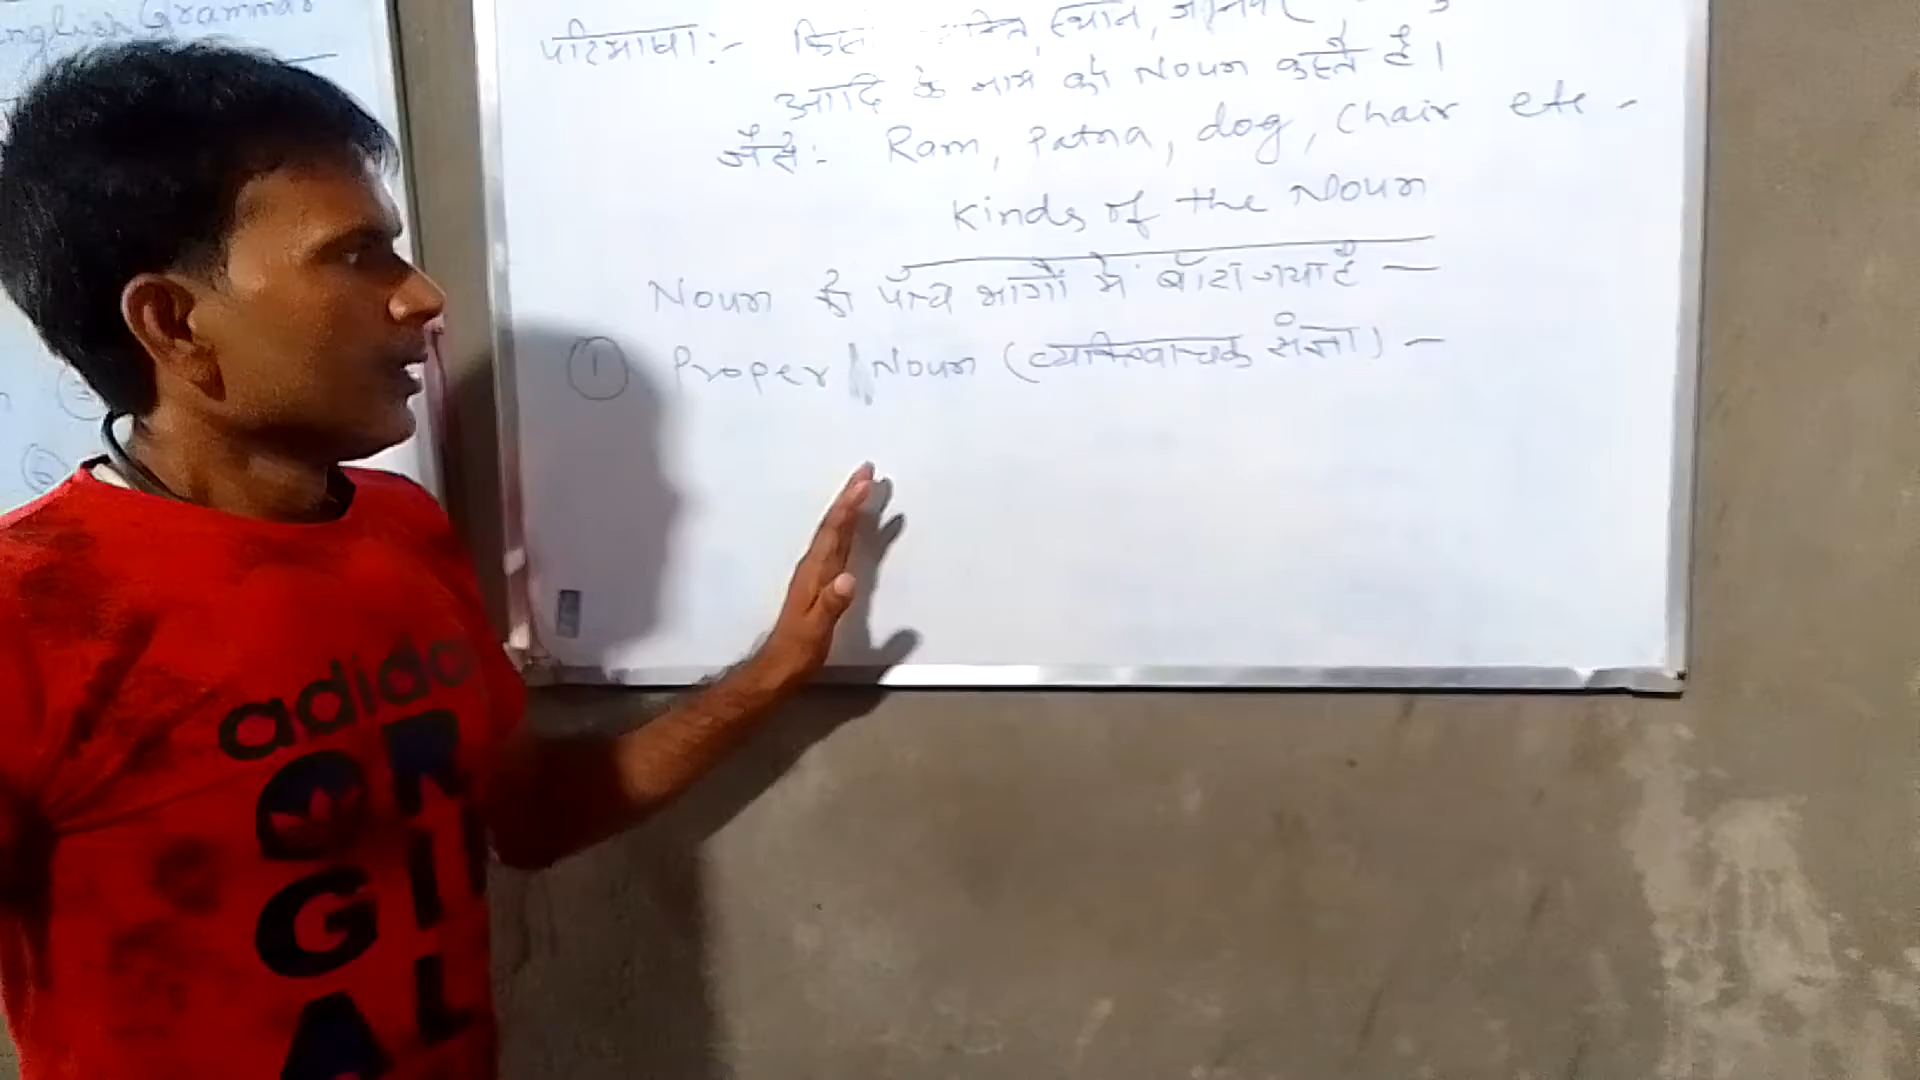 English Grammar
परिभाषा:- किसी स्थान,
आदि के नाम को Noun कहते है।
जैसे:- Ram, Patna, dog, Chair etc -
Kinds of the Noun
Noun को पाँच भागों में बाँटा गया है —
① Proper Noun (व्यक्तिवाचक संज्ञा) —
adidas
ORIGINAL